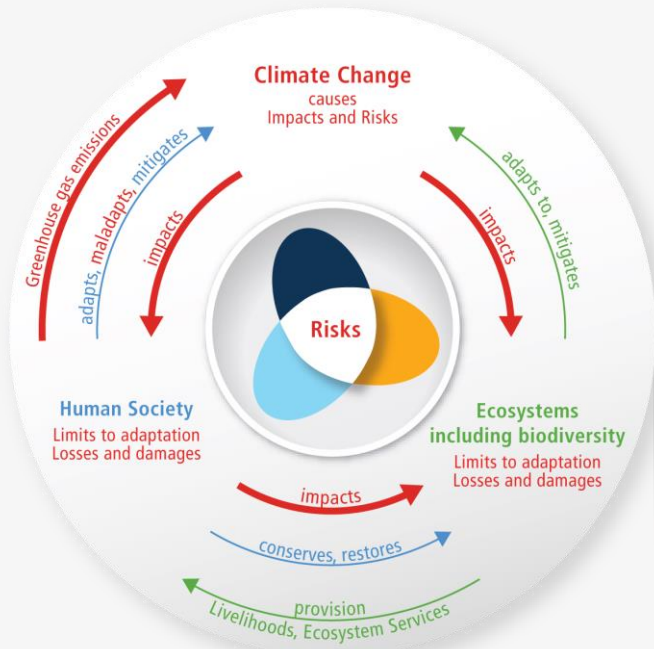 Climate Change
causes
Impacts and Risks
Greenhouse gas emissions
adapts, maladapts, mitigates
impacts
impacts
adapts to, mitigates
Risks
Human Society
Limits to adaptation
Losses and damages
Ecosystems
including biodiversity
Limits to adaptation
Losses and damages
impacts
conserves, restores
provision
Livelihoods, Ecosystem Services